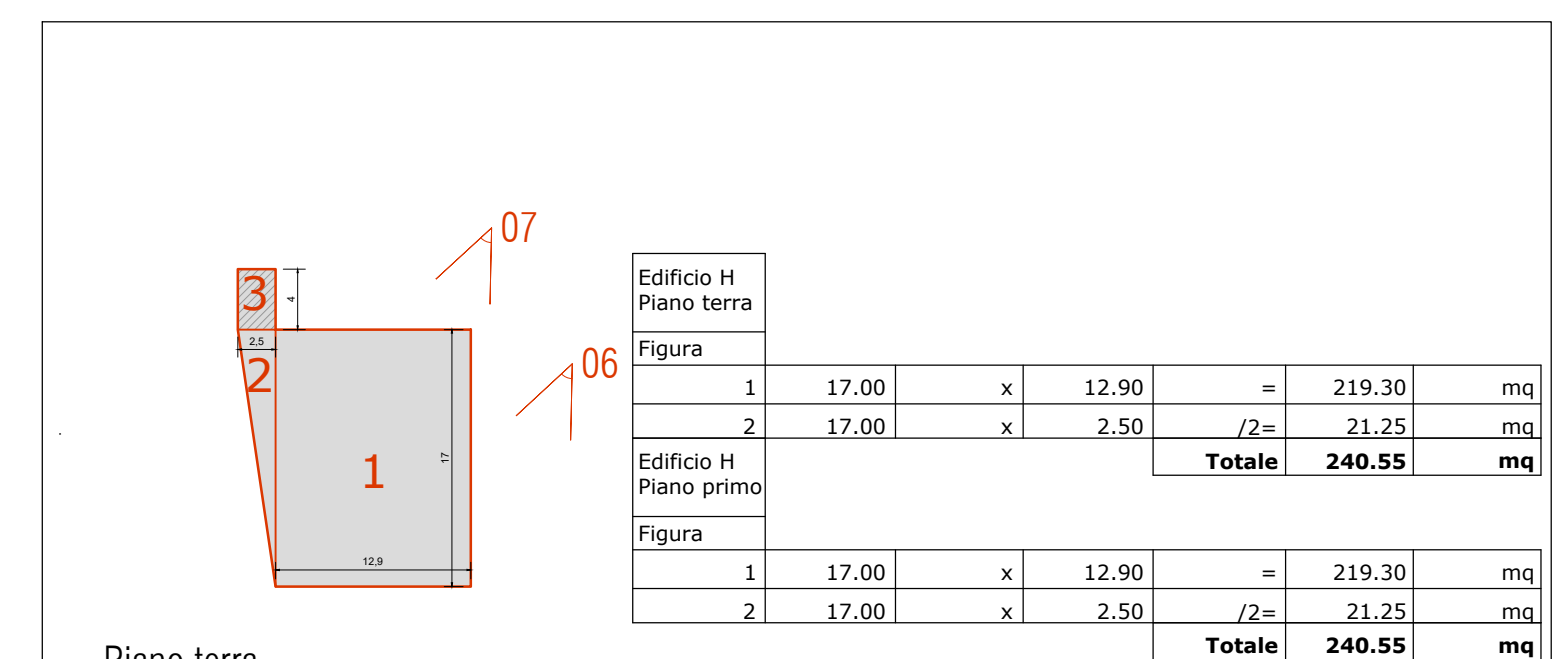 07
3
4
2,5
2
06
1
17
12,9
Edificio H
Piano terra
Figura
1 17.00 x 12.90 = 219.30 mq
2 17.00 x 2.50 /2= 21.25 mq
Totale 240.55 mq
Edificio H
Piano primo
Figura
1 17.00 x 12.90 = 219.30 mq
2 17.00 x 2.50 /2= 21.25 mq
Totale 240.55 mq
Piano terra